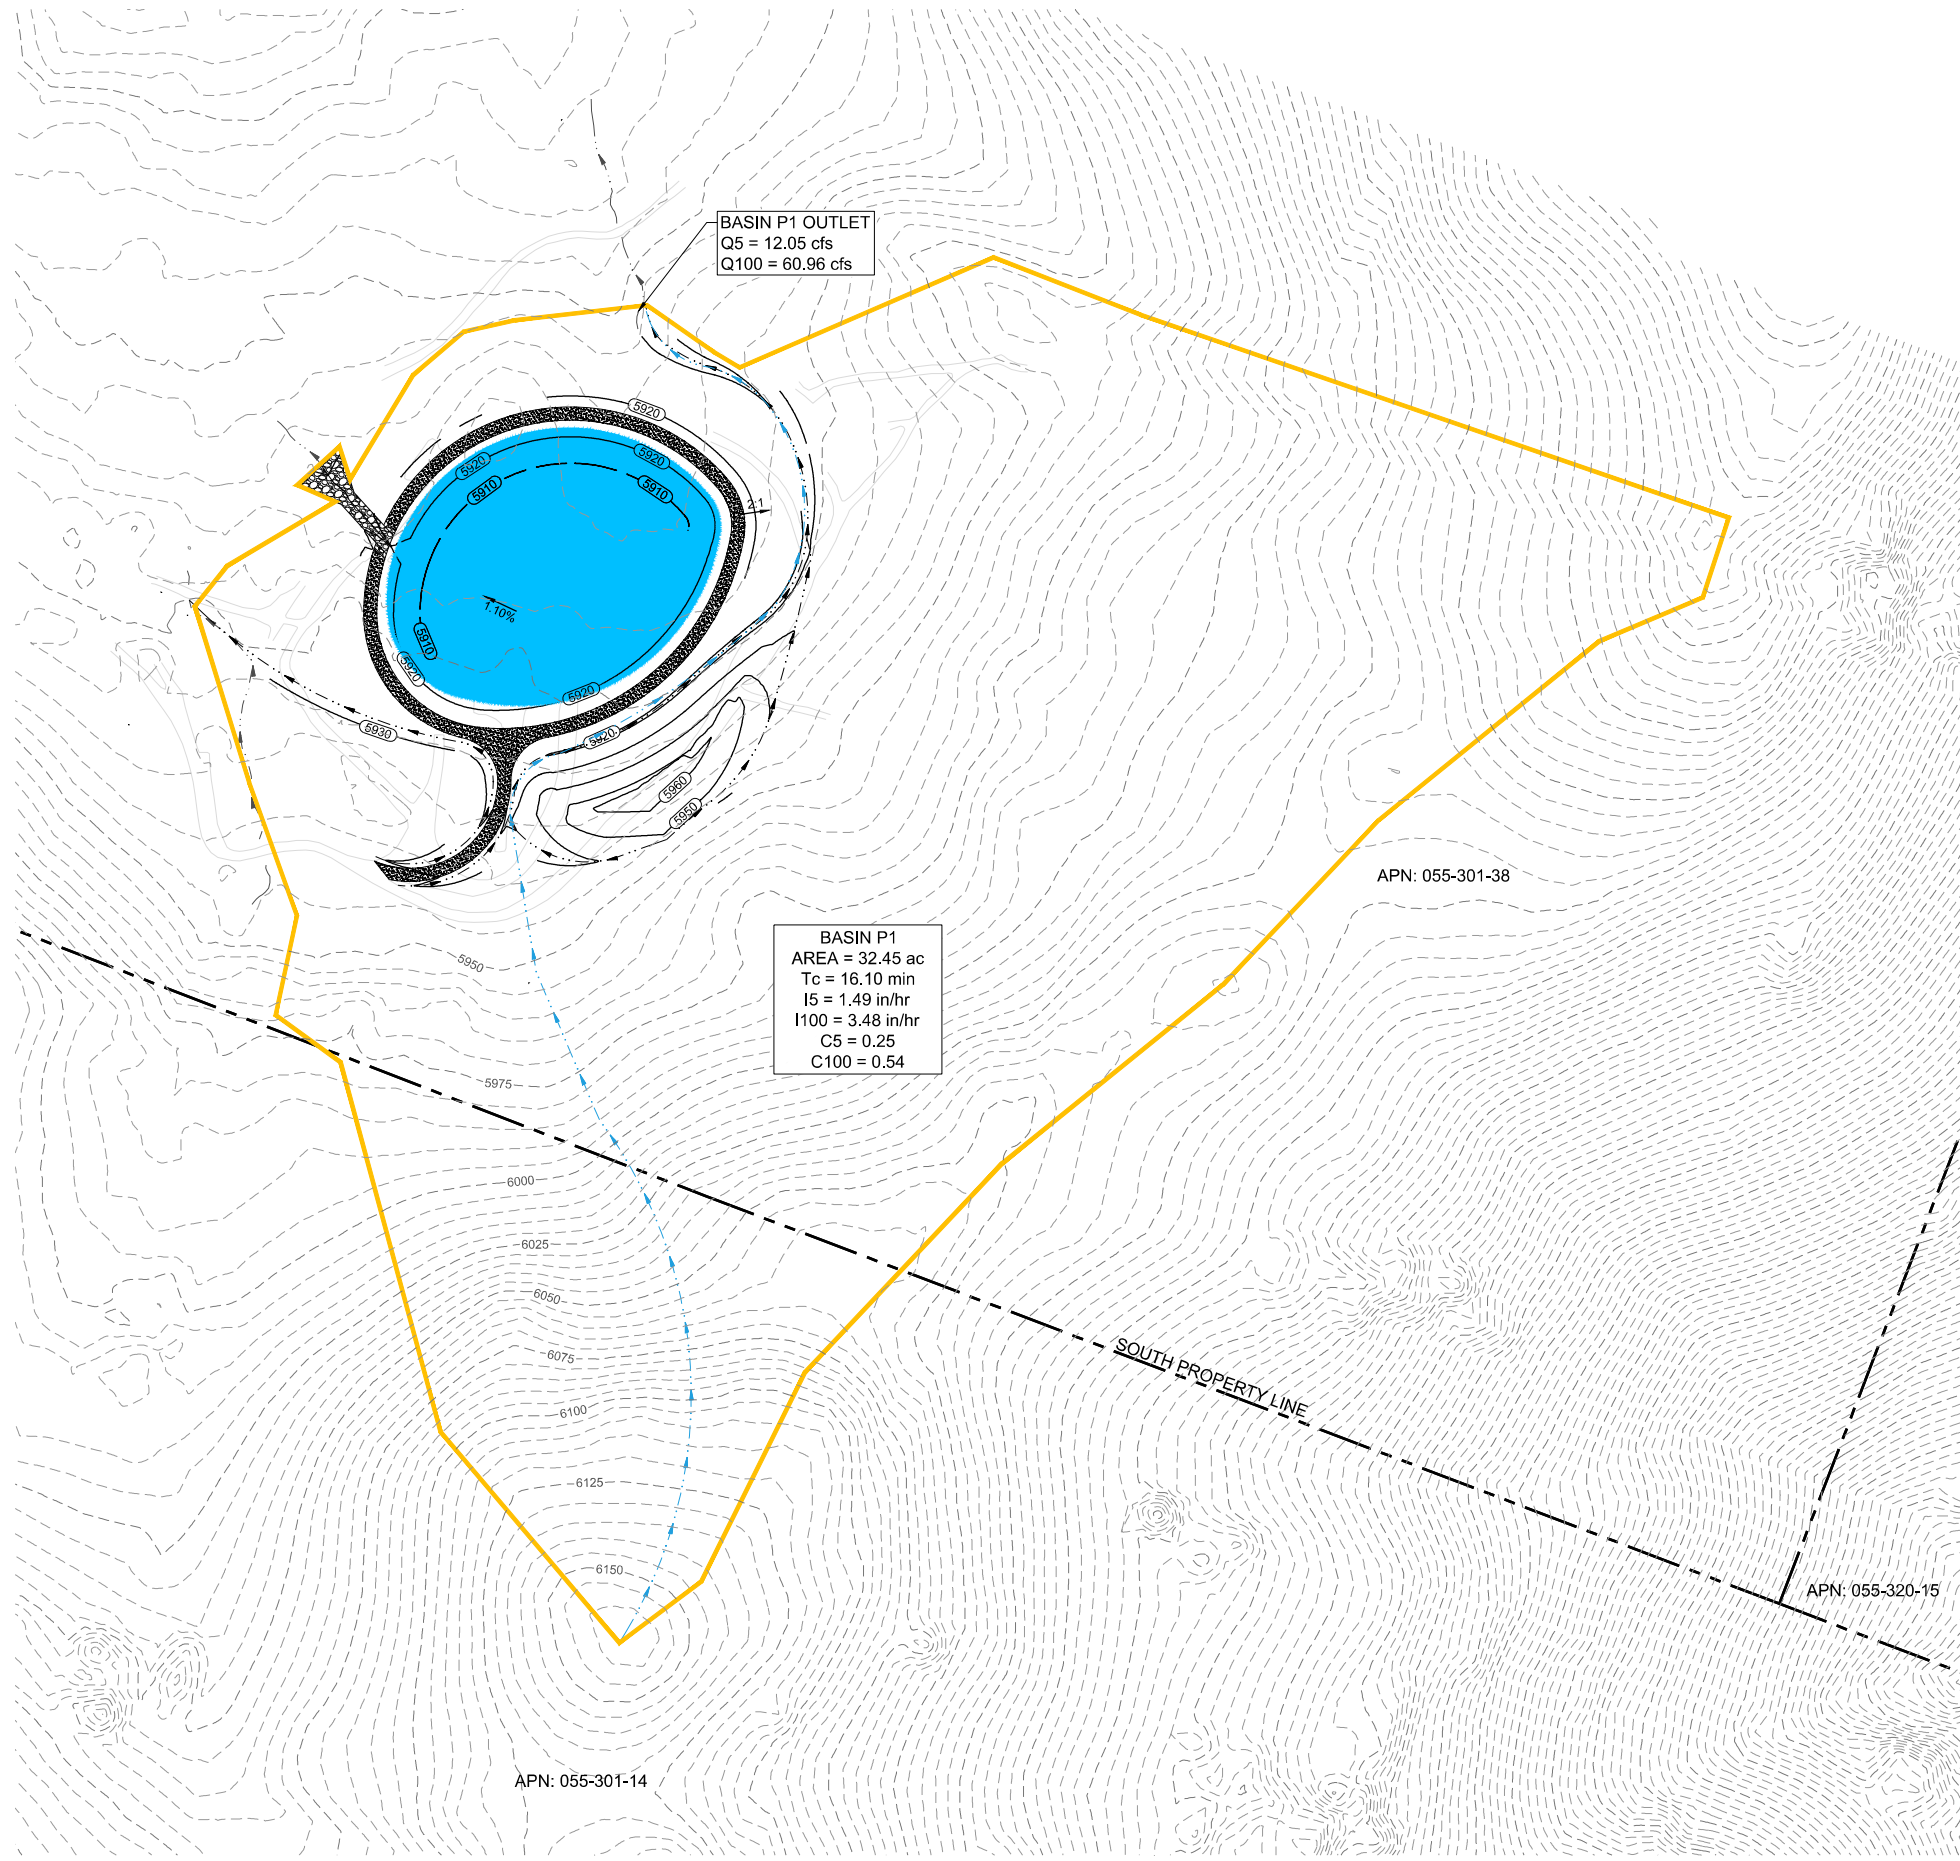 BASIN P1 OUTLET
Q5 = 12.05 cfs
Q100 = 60.96 cfs
5920
5920
5920
5910
5910
2:1
1.10%
5910
5920
5920
5930
5920
5960
5950
APN: 055-301-38
BASIN P1
AREA = 32.45 ac
Tc = 16.10 min
I5 = 1.49 in/hr
I100 = 3.48 in/hr
C5 = 0.25
C100 = 0.54
5950
5975
6000
6025
6050
6075
SOUTH PROPERTY LINE
6100
6125
6150
APN: 055-320-15
APN: 055-301-14